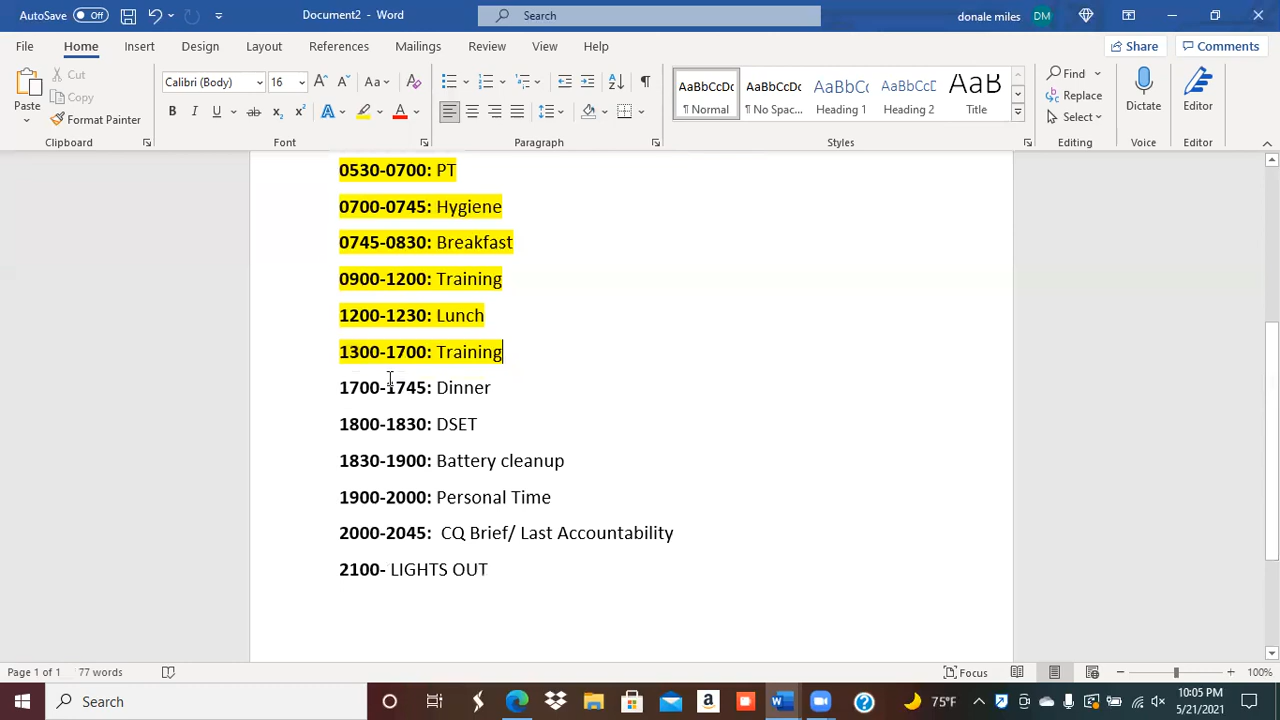 AutoSave Off Document2 - Word Search donale miles DM
File Home Insert Design Layout References Mailings Review View Help Share Comments
Paste Cut Copy Format Painter
Calibri (Body) 16 Aa
AaBbCcDc AaBbCcDc AaBbCc AaBbCcD AaB
¶ Normal ¶ No Spac... Heading 1 Heading 2 Title
Find Replace Select Dictate Editor
Clipboard Font Paragraph Styles Editing Voice Editor
0530-0700: PT
0700-0745: Hygiene
0745-0830: Breakfast
0900-1200: Training
1200-1230: Lunch
1300-1700: Training
1700-1745: Dinner
1800-1830: DSET
1830-1900: Battery cleanup
1900-2000: Personal Time
2000-2045: CQ Brief/ Last Accountability
2100- LIGHTS OUT
Page 1 of 1 77 words Focus 100%
Search 75°F 10:05 PM
5/21/2021